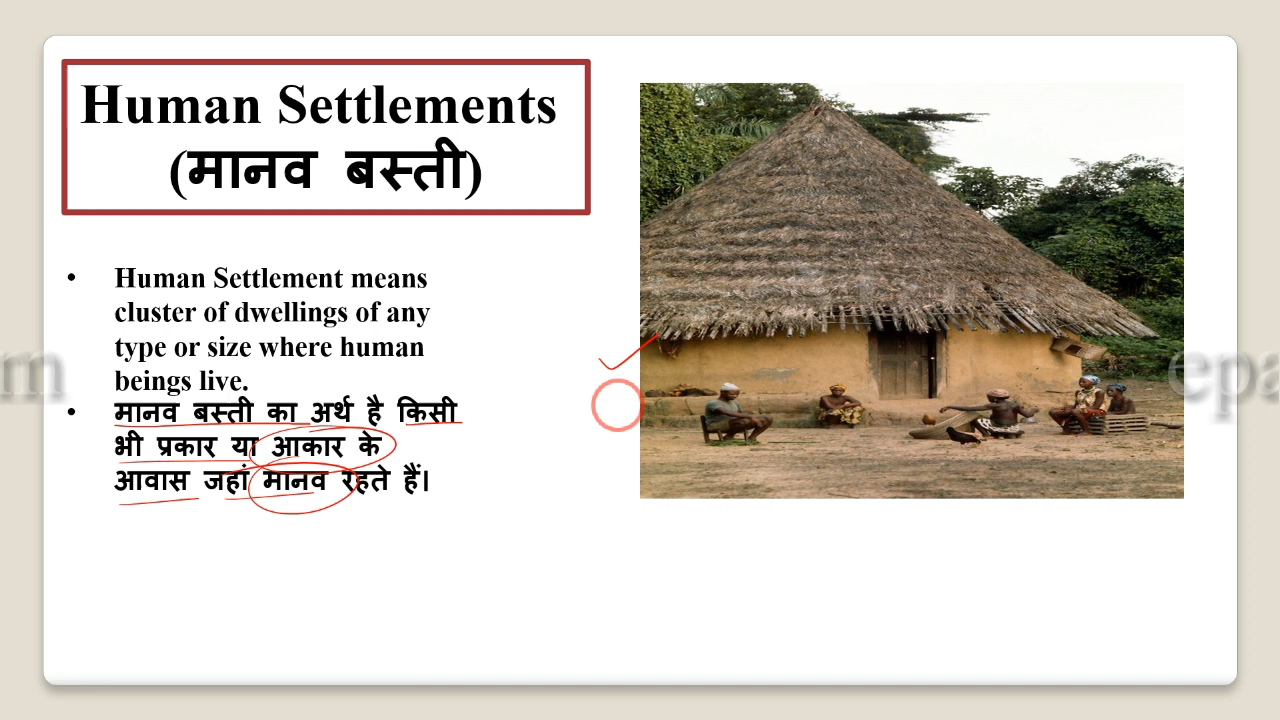 Human Settlements
(मानव बस्ती)
• Human Settlement means
cluster of dwellings of any
type or size where human
beings live.
• मानव बस्ती का अर्थ है किसी
भी प्रकार या आकार के
आवास जहां मानव रहते हैं।